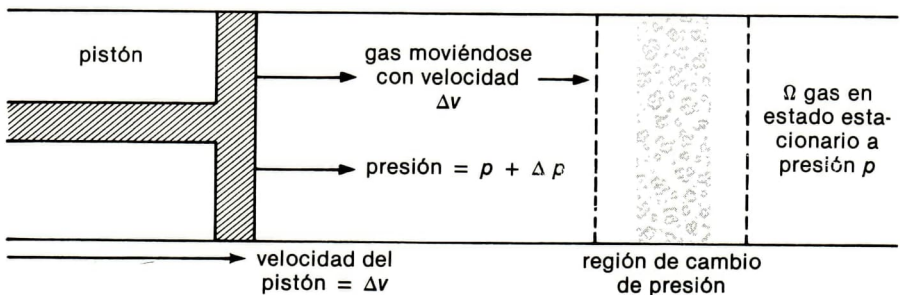 pistón
gas moviéndose
con velocidad
Δv
presión = p + Δp
Ω gas en
estado esta-
cionario a
presión p
velocidad del
pistón = Δv
región de cambio
de presión